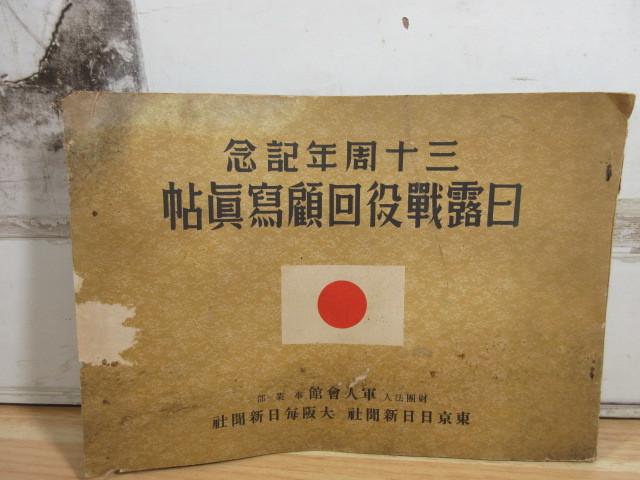 三十周年記念
日露戰役回顧寫眞帖
財團法人 軍人會館 事業部
東京日日新聞社 大阪每日新聞社